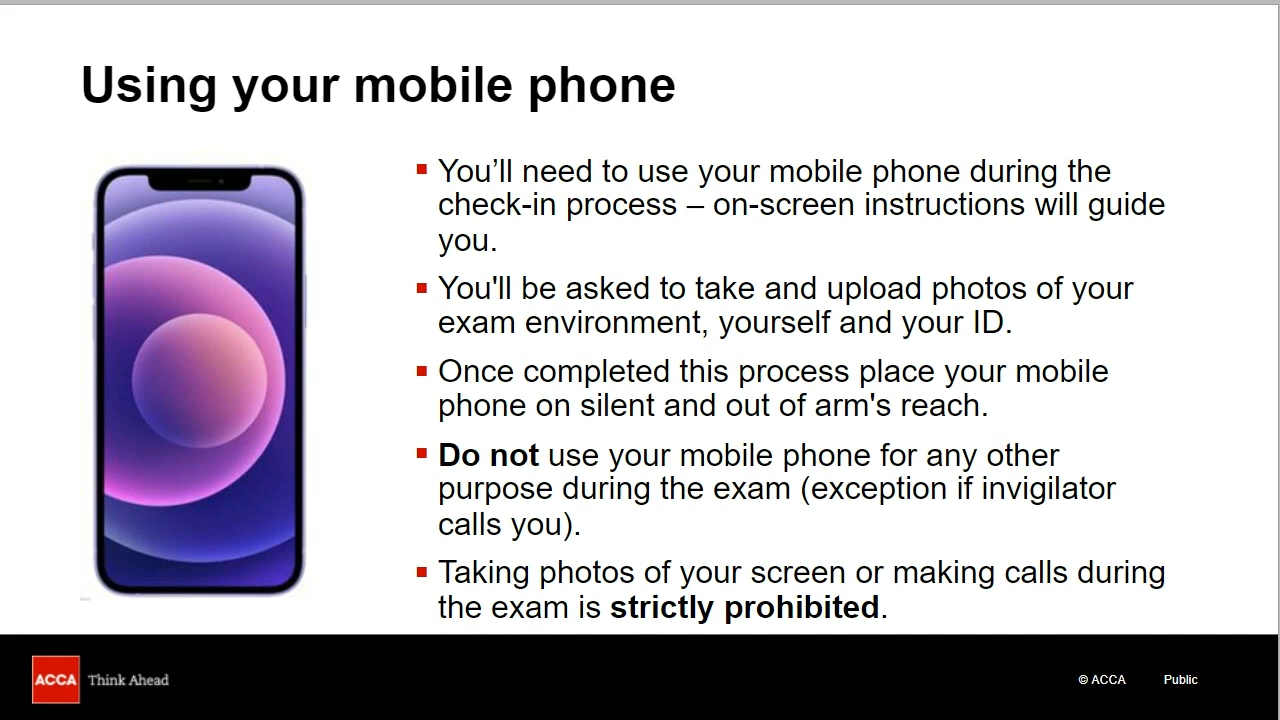 Using your mobile phone
You’ll need to use your mobile phone during the
check-in process – on-screen instructions will guide
you.
You'll be asked to take and upload photos of your
exam environment, yourself and your ID.
Once completed this process place your mobile
phone on silent and out of arm's reach.
Do not use your mobile phone for any other
purpose during the exam (exception if invigilator
calls you).
Taking photos of your screen or making calls during
the exam is strictly prohibited.
ACCA Think Ahead
© ACCA Public